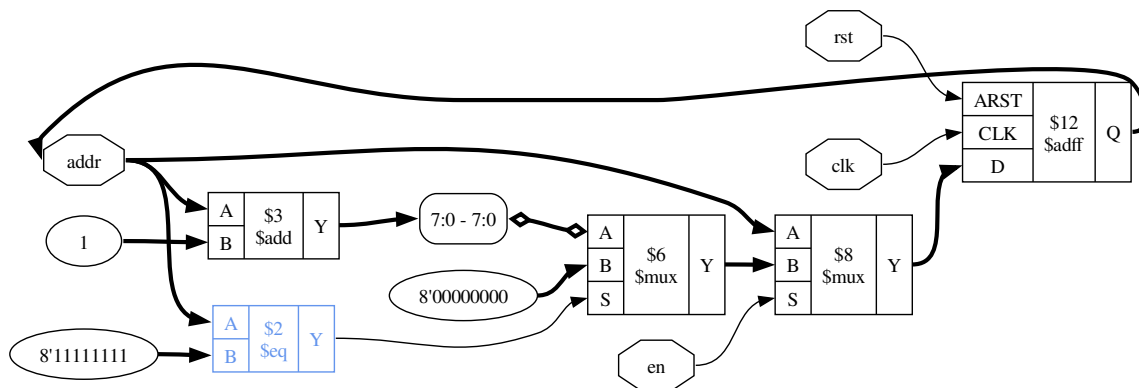 rst
ARST
CLK
D
$12
$adff
Q
addr
clk
A
B
$3
$add
Y
7:0 - 7:0
A
B
S
$6
$mux
Y
A
B
S
$8
$mux
Y
1
8'00000000
A
B
$2
$eq
Y
8'11111111
en